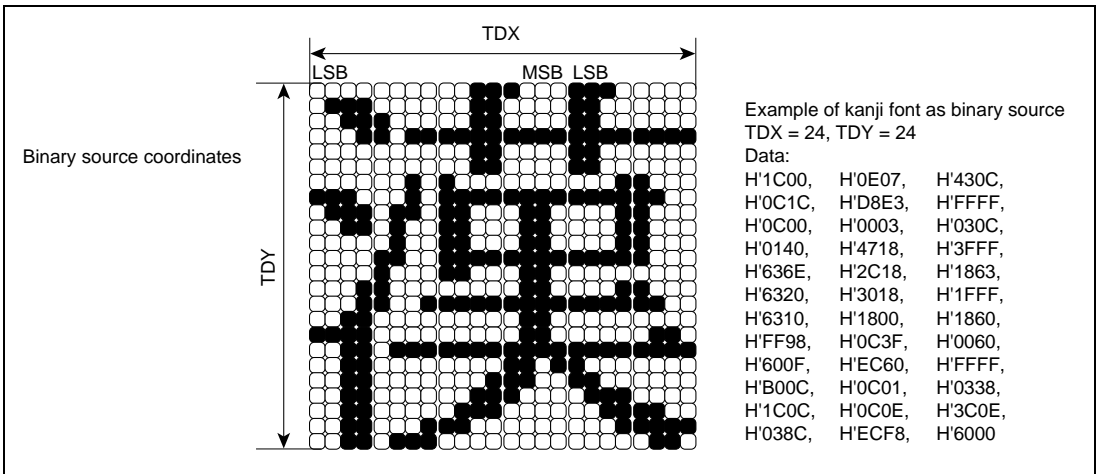 TDX
LSB MSB LSB
Binary source coordinates
TDY
Example of kanji font as binary source
TDX = 24, TDY = 24
Data:
H'1C00, H'0E07, H'430C,
H'0C1C, H'D8E3, H'FFFF,
H'0C00, H'0003, H'030C,
H'0140, H'4718, H'3FFF,
H'636E, H'2C18, H'1863,
H'6320, H'3018, H'1FFF,
H'6310, H'1800, H'1860,
H'FF98, H'0C3F, H'0060,
H'600F, H'EC60, H'FFFF,
H'B00C, H'0C01, H'0338,
H'1C0C, H'0C0E, H'3C0E,
H'038C, H'ECF8, H'6000